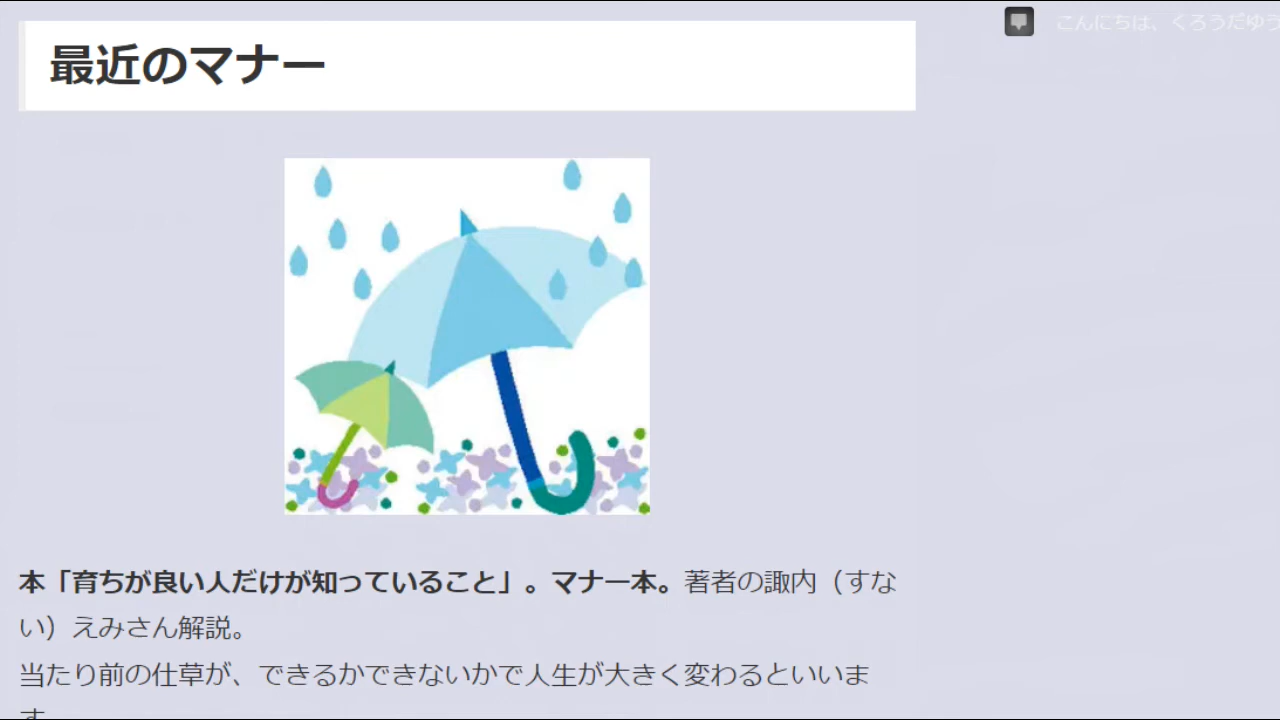 こんにちは、くろうだゆう
最近のマナー
本「育ちが良い人だけが知っていること」。マナー本。著者の諏内（すな
い）えみさん解説。
当たり前の仕草が、できるかできないかで人生が大きく変わるといいま
す。